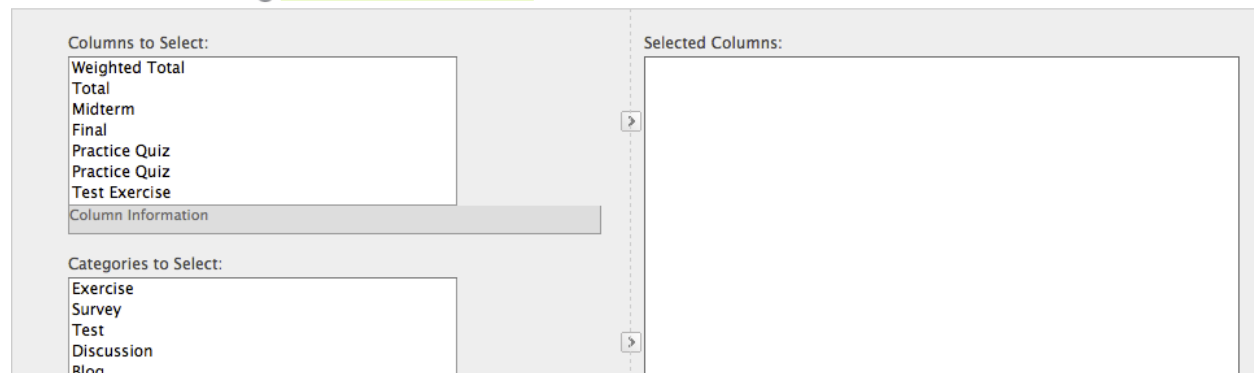 Columns to Select:
Weighted Total
Total
Midterm
Final
Practice Quiz
Practice Quiz
Test Exercise
Column Information
Categories to Select:
Exercise
Survey
Test
Discussion
Blog
Selected Columns: